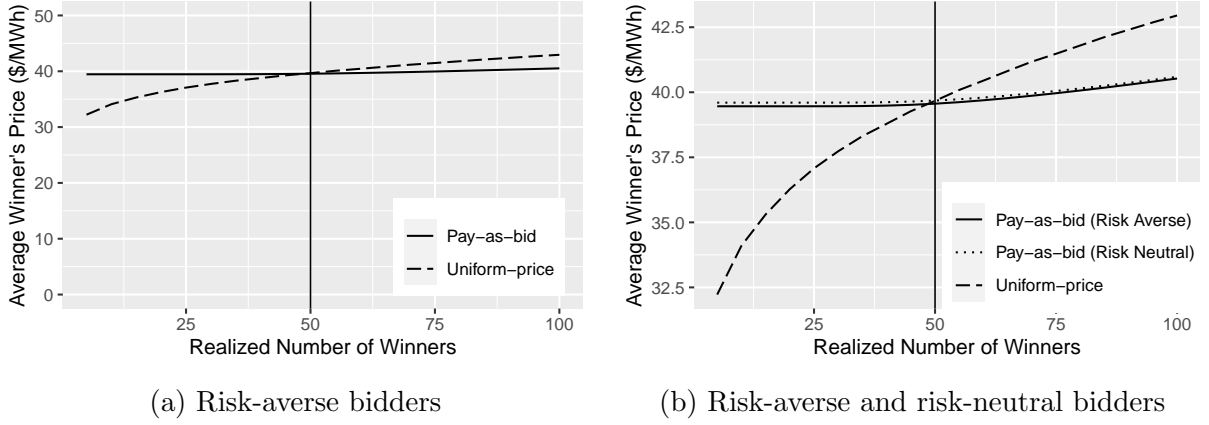 50
40
30
20
10
0
Average Winner's Price ($/MWh)
Pay−as−bid
Uniform−price
25
50
75
100
Realized Number of Winners
(a) Risk-averse bidders
42.5
40.0
37.5
35.0
32.5
Average Winner's Price ($/MWh)
Pay−as−bid (Risk Averse)
Pay−as−bid (Risk Neutral)
Uniform−price
25
50
75
100
Realized Number of Winners
(b) Risk-averse and risk-neutral bidders